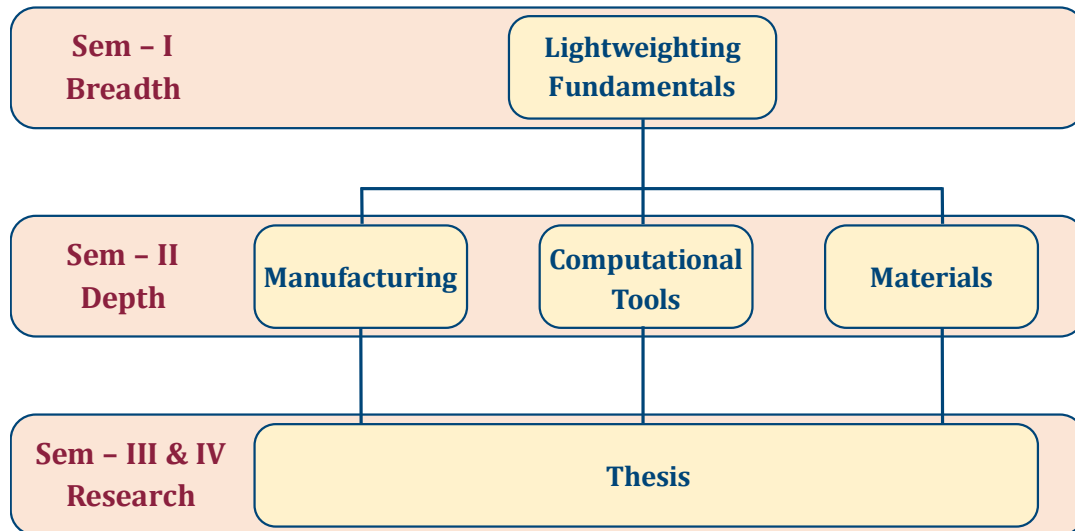 Sem – I
Breadth
Lightweighting
Fundamentals
Sem – II
Depth
Manufacturing
Computational
Tools
Materials
Sem – III & IV
Research
Thesis